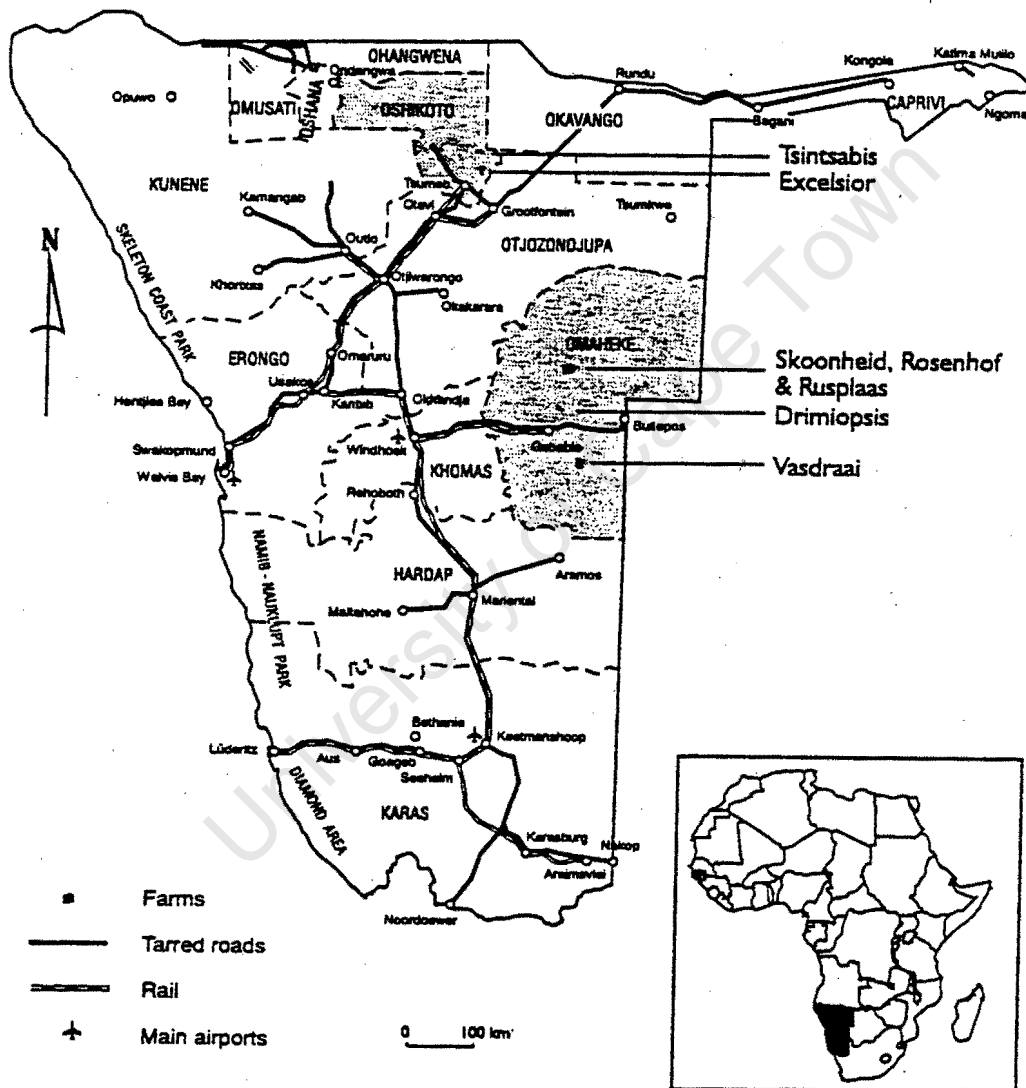 OHANGWENA
Ondangwa
Rundu
Kongola
Katima Mulilo
Opuwo
OMUSATI
OSHANA
OSHIKOTO
OKAVANGO
Bagani
CAPRIVI
Ngoma
Tsintsabis
Excelsior
KUNENE
Tsumeb
Kamangab
Otavi
Grootfontein
Tsumkwe
N
Outjo
OTJOZONDJUPA
SKELETON COAST PARK
Khorixas
Otjiwarongo
Okakarara
OMAHEKE
ERONGO
Omaruru
Skoonheid, Rosenhof
& Rusplaas
Usakos
Karibib
Okahandja
Hentjies Bay
Drimiopsis
Buitepos
Swakopmund
Windhoek
Gobabis
Walvis Bay
KHOMAS
Vasdraai
Rehoboth
NAMIB - NAUKLUFT PARK
HARDAP
Aramos
Maltahohe
Mariental
Bethanie
Keetmanshoop
Lüderitz
Aus
Goageb
Seeheim
DIAMOND AREA
KARAS
Karasburg
Nakop
Ariamsvlei
Noordoewer
Farms
Tarred roads
Rail
Main airports
0 100 km
University of Cape Town